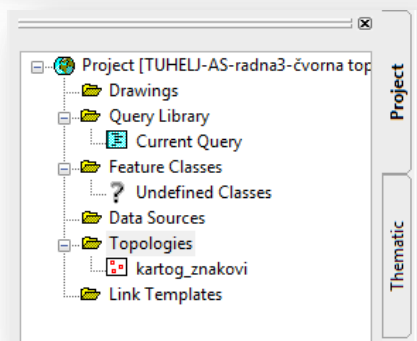 Project [TUHELJ-AS-radna3-čvorna top
Drawings
Query Library
Current Query
Feature Classes
? Undefined Classes
Data Sources
Topologies
kartog_znakovi
Link Templates
Project
Thematic